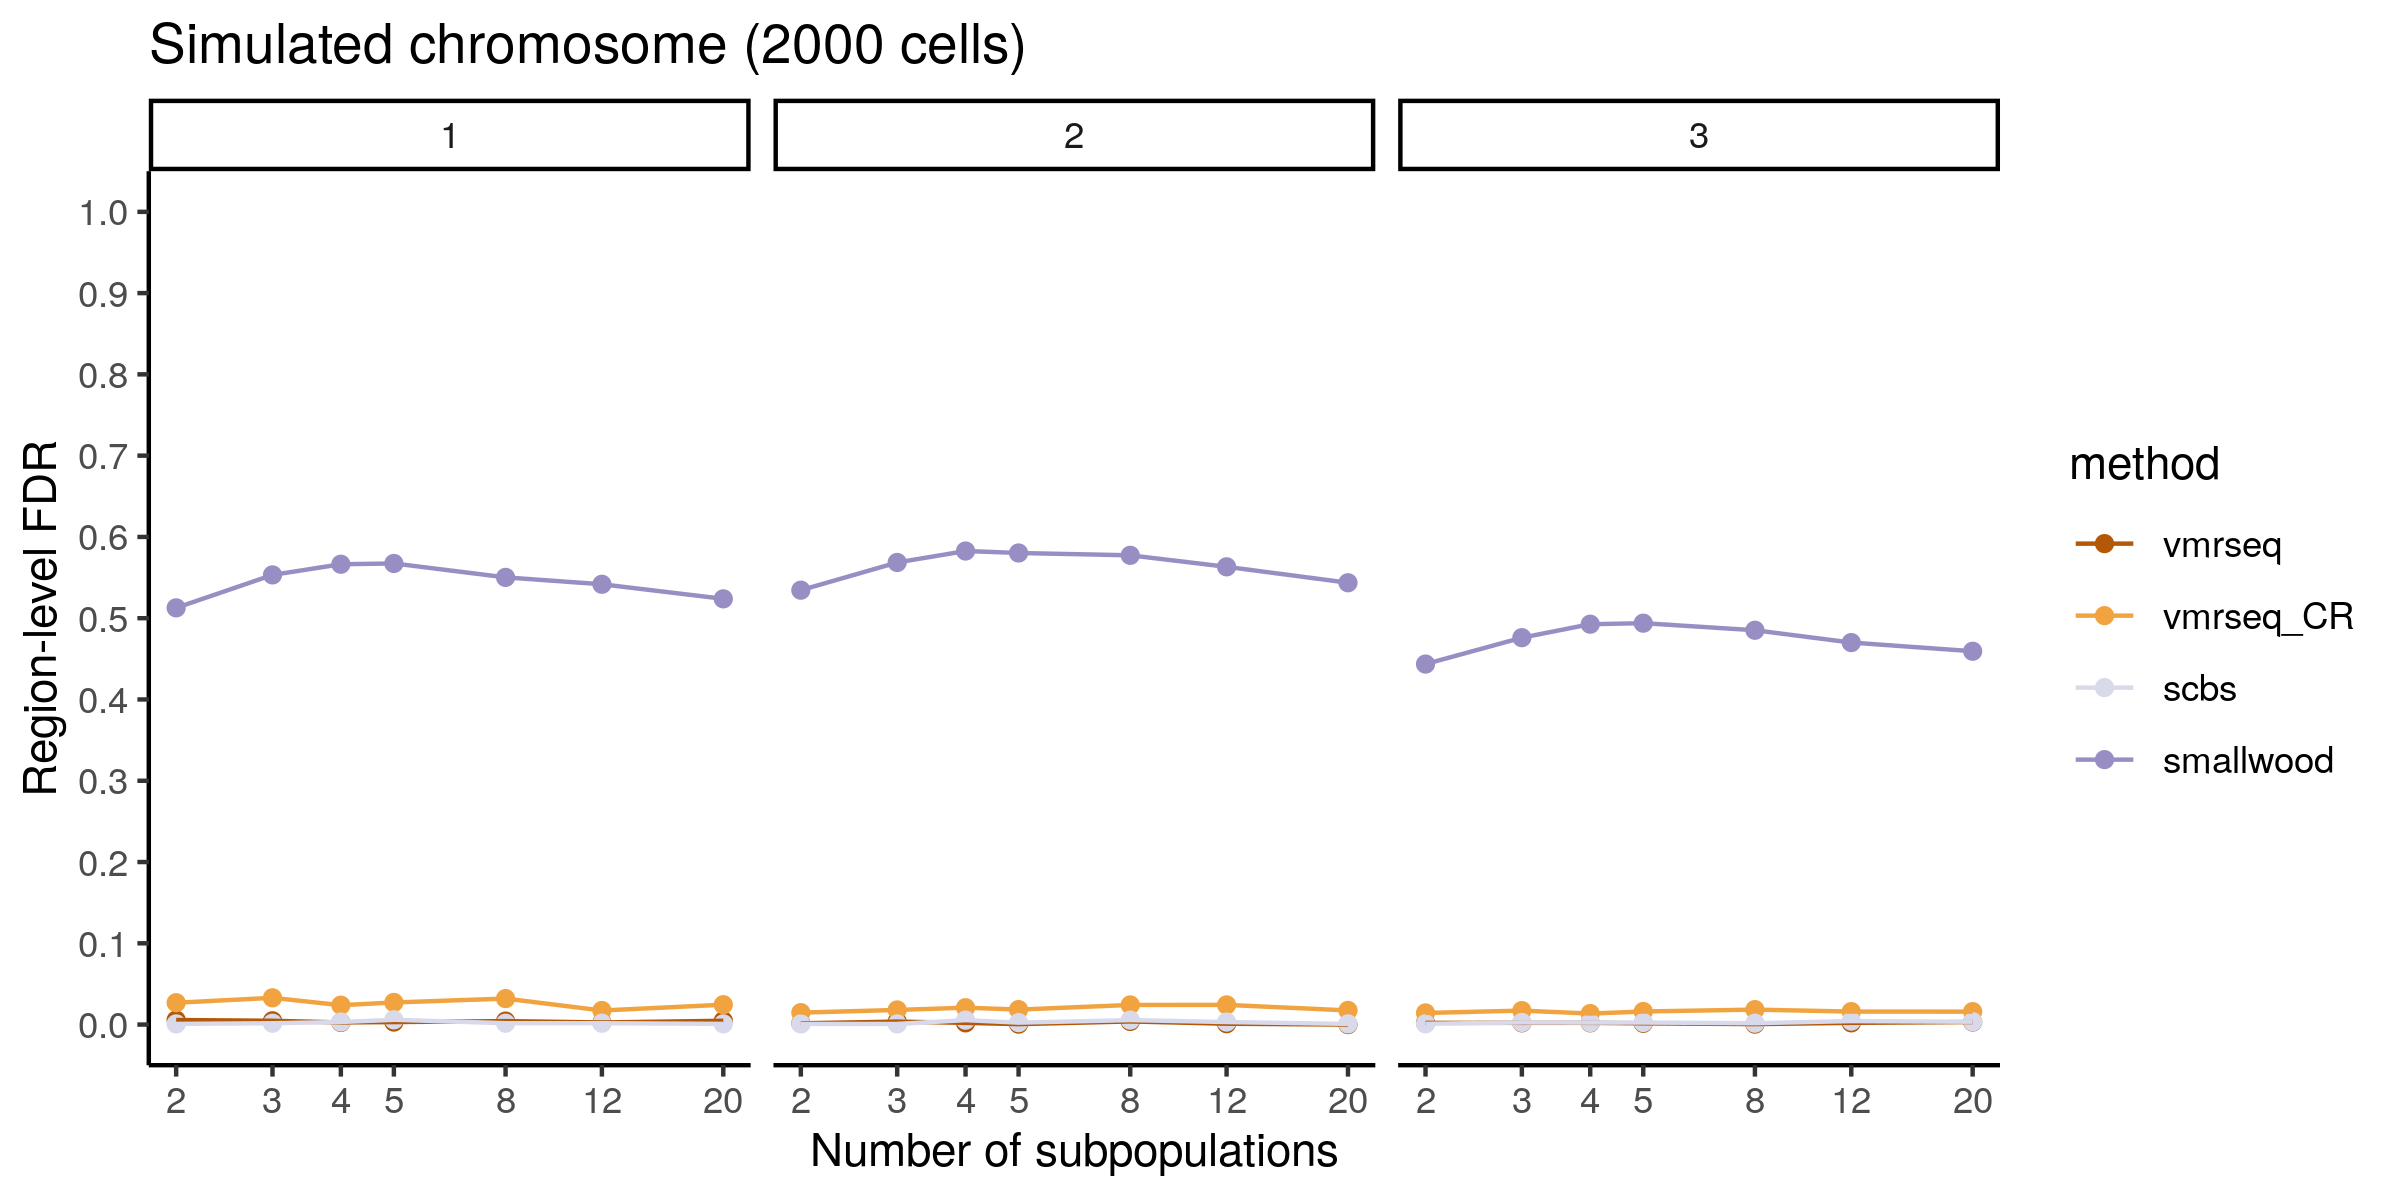 Simulated chromosome (2000 cells)
1
2
3
1.0
0.9
0.8
0.7
0.6
0.5
0.4
0.3
0.2
0.1
0.0
Region-level FDR
2 3 4 5 8 12 20
2 3 4 5 8 12 20
2 3 4 5 8 12 20
Number of subpopulations
method
vmrseq
vmrseq_CR
scbs
smallwood